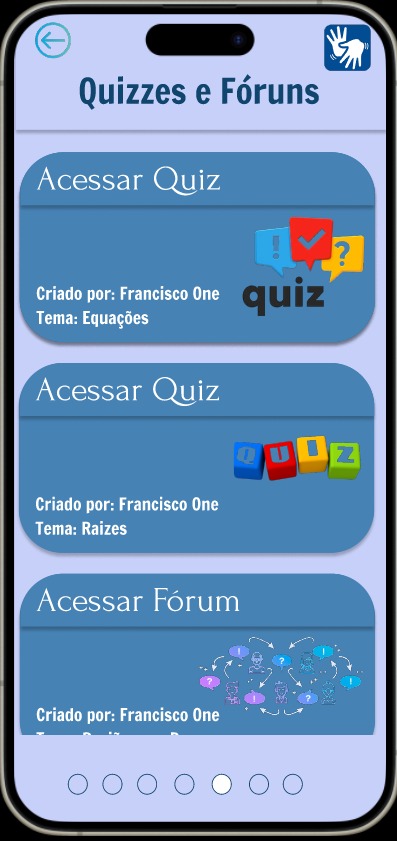 Quizzes e Fóruns
Acessar Quiz
quiz
Criado por: Francisco One
Tema: Equações
Acessar Quiz
QUIZ
Criado por: Francisco One
Tema: Raizes
Acessar Fórum
Criado por: Francisco One